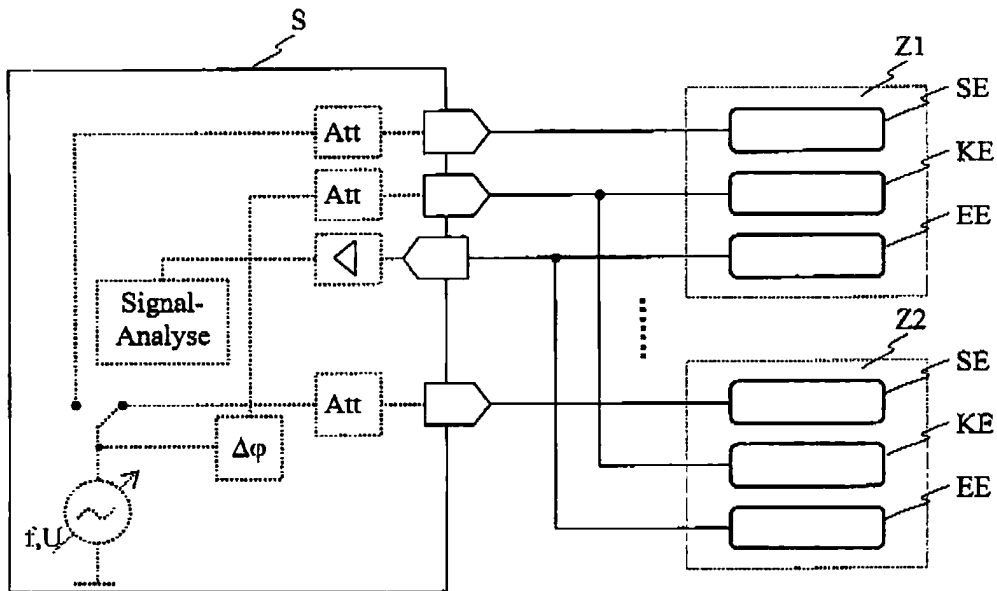 S
Z1
SE
Att
KE
Att
EE
Signal-
Analyse
Z2
SE
Att
KE
Δφ
EE
f,U